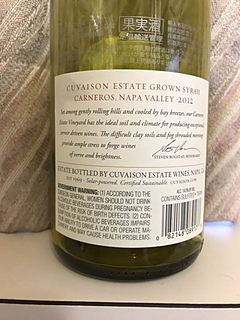 果実酒
CUVAISON ESTATE GROWN SYRAH
CARNEROS, NAPA VALLEY 2012
Set among gently rolling hills and cooled by bay breezes, our Carneros
Estate Vineyard has the ideal soil and climate for producing exceptional,
terroir driven wines. The difficult clay soils and fog shrouded mornings
provide ample stress to forge wines
of verve and brightness.
STEVEN ROGSTAD, WINEMAKER
ESTATE BOTTLED BY CUVAISON ESTATE WINES, NAPA, CA
Solar-powered. Certified Sustainable. CUVAISON.COM
GOVERNMENT WARNING: (1) ACCORDING TO THE
SURGEON GENERAL, WOMEN SHOULD NOT DRINK
ALCOHOLIC BEVERAGES DURING PREGNANCY BE-
CAUSE OF THE RISK OF BIRTH DEFECTS. (2) CON-
SUMPTION OF ALCOHOLIC BEVERAGES IMPAIRS
YOUR ABILITY TO DRIVE A CAR OR OPERATE MA-
CHINERY, AND MAY CAUSE HEALTH PROBLEMS.
CONTAINS SULFITES